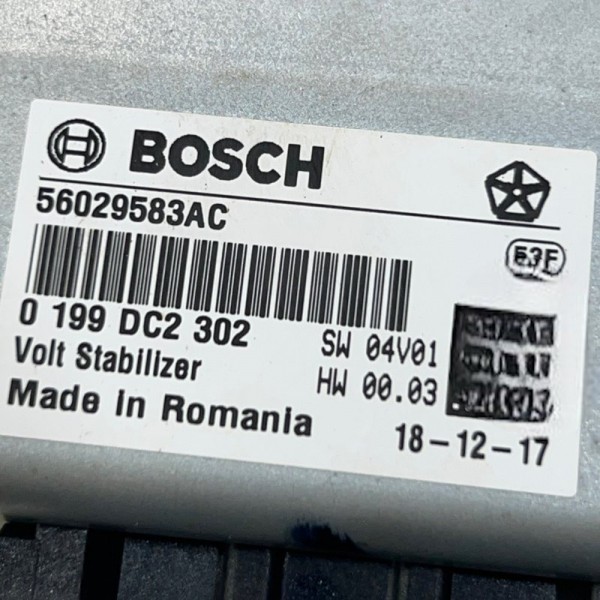 BOSCH
56029583AC
0 199 DC2 302
Volt Stabilizer
SW 04V01
HW 00.03
Made in Romania
18-12-17